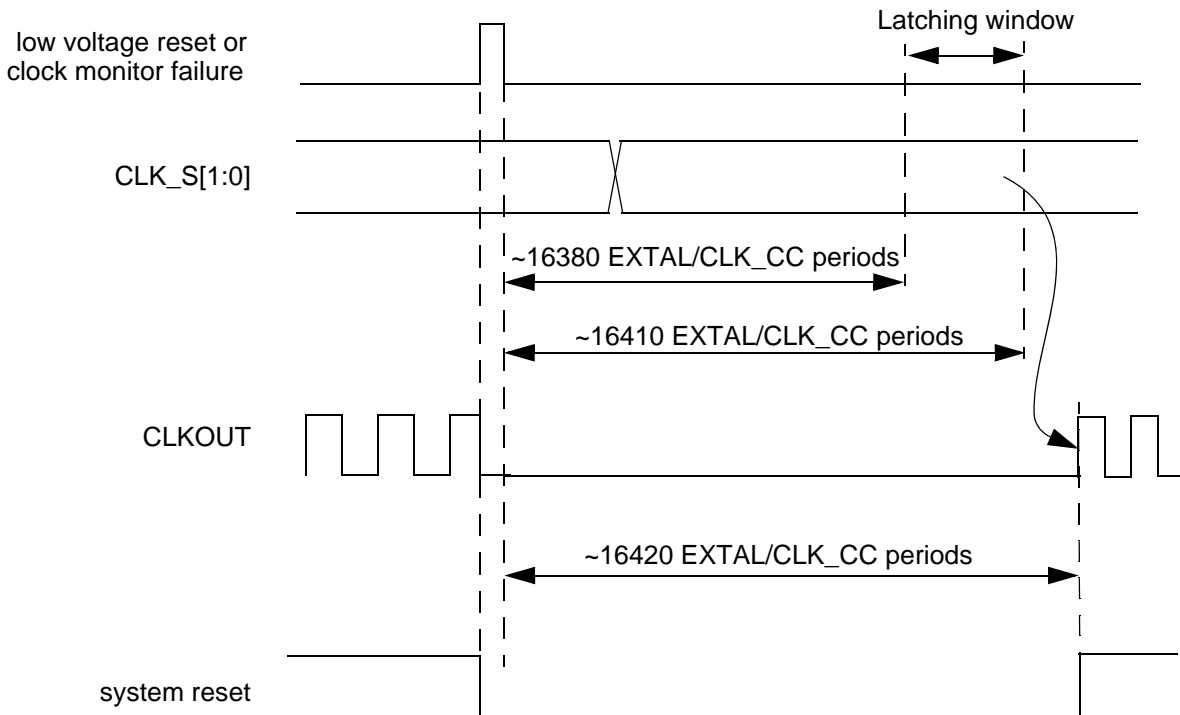 Latching window
low voltage reset or
clock monitor failure
CLK_S[1:0]
~16380 EXTAL/CLK_CC periods
~16410 EXTAL/CLK_CC periods
CLKOUT
~16420 EXTAL/CLK_CC periods
system reset